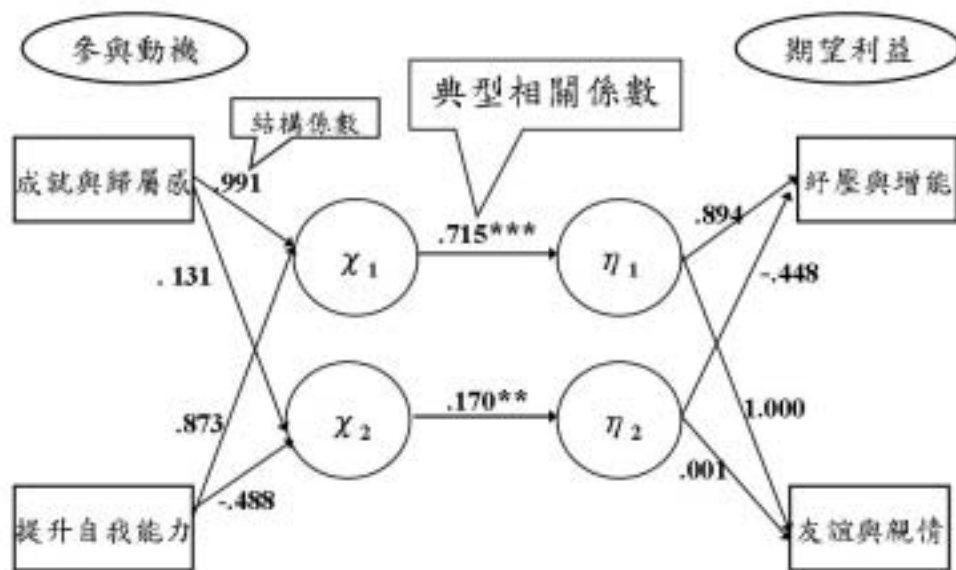 參與動機
期望利益
典型相關係數
結構係數
成就與歸屬感
.991
紓壓與增能
.715***
.894
χ1
η1
.131
-.448
.170**
χ2
η2
.873
1.000
-.488
.001
提升自我能力
友誼與親情